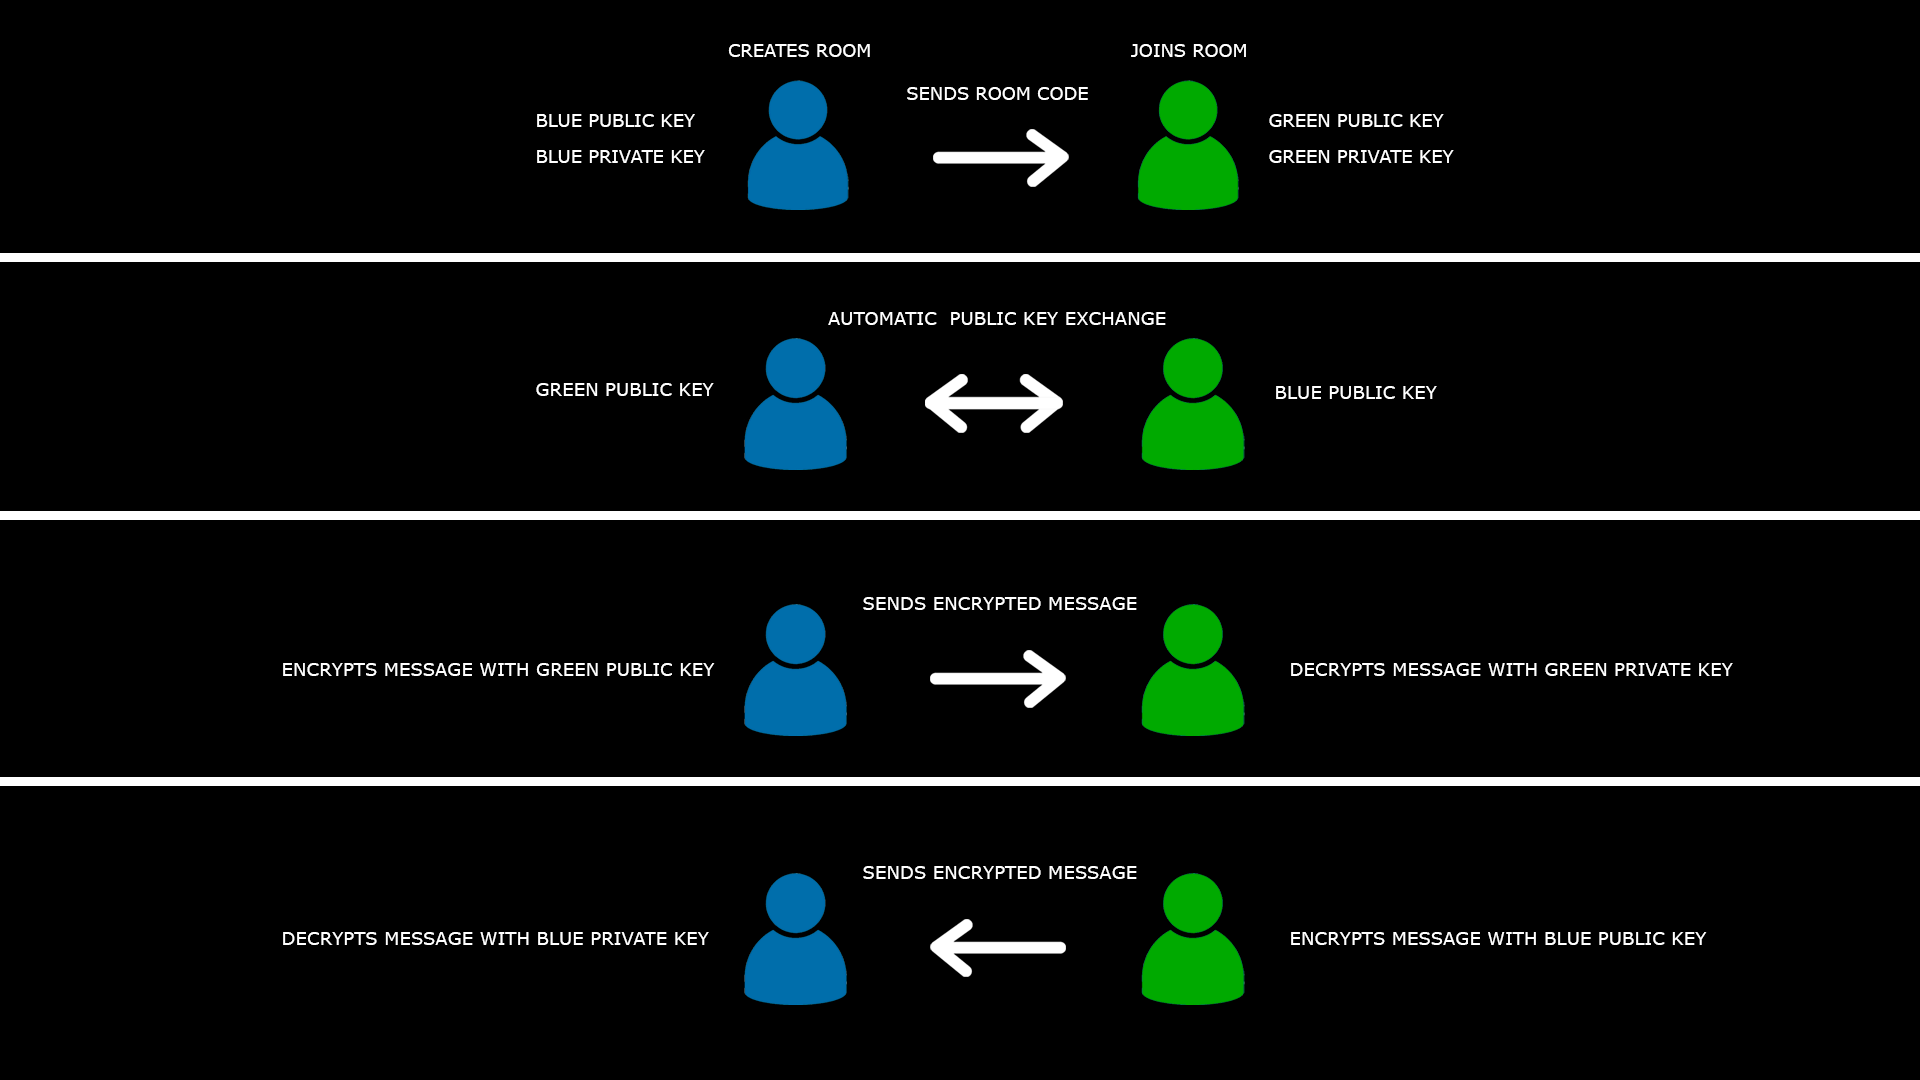 CREATES ROOM
JOINS ROOM
SENDS ROOM CODE
BLUE PUBLIC KEY
BLUE PRIVATE KEY
GREEN PUBLIC KEY
GREEN PRIVATE KEY
AUTOMATIC  PUBLIC KEY EXCHANGE
GREEN PUBLIC KEY
BLUE PUBLIC KEY
SENDS ENCRYPTED MESSAGE
ENCRYPTS MESSAGE WITH GREEN PUBLIC KEY
DECRYPTS MESSAGE WITH GREEN PRIVATE KEY
SENDS ENCRYPTED MESSAGE
DECRYPTS MESSAGE WITH BLUE PRIVATE KEY
ENCRYPTS MESSAGE WITH BLUE PUBLIC KEY